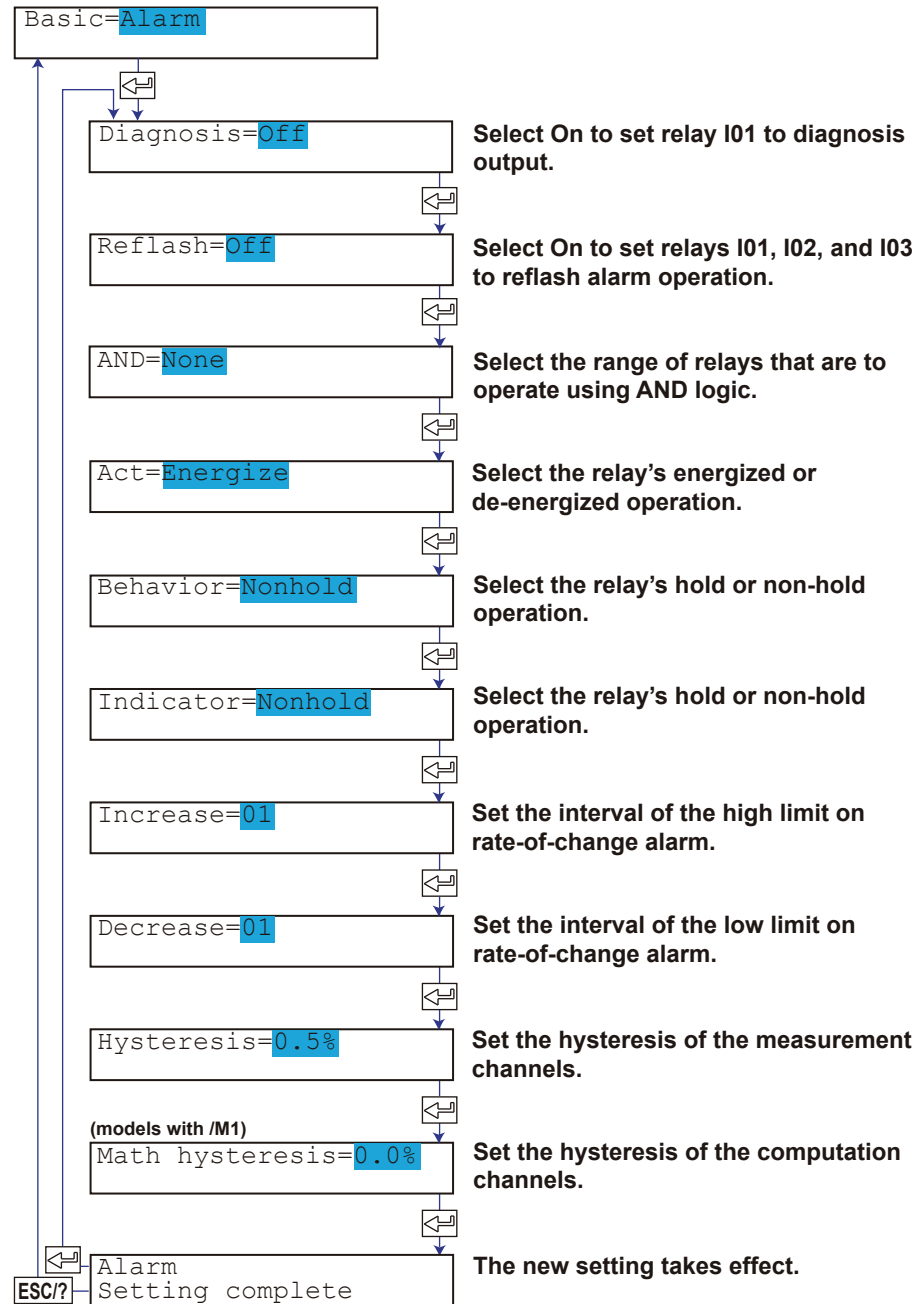 Basic=Alarm
Diagnosis=Off
Select On to set relay I01 to diagnosis
output.
Reflash=Off
Select On to set relays I01, I02, and I03
to reflash alarm operation.
AND=None
Select the range of relays that are to
operate using AND logic.
Act=Energize
Select the relay’s energized or
de-energized operation.
Behavior=Nonhold
Select the relay’s hold or non-hold
operation.
Indicator=Nonhold
Select the relay’s hold or non-hold
operation.
Increase=01
Set the interval of the high limit on
rate-of-change alarm.
Decrease=01
Set the interval of the low limit on
rate-of-change alarm.
Hysteresis=0.5%
Set the hysteresis of the measurement
channels.
(models with /M1)
Math hysteresis=0.0%
Set the hysteresis of the computation
channels.
Alarm
Setting complete
The new setting takes effect.
ESC/?